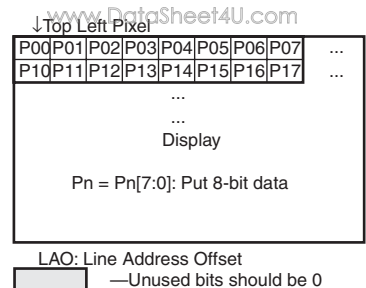 www.DataSheet4U.com
↓Top Left Pixel
P00 P01 P02 P03 P04 P05 P06 P07 ...
P10 P11 P12 P13 P14 P15 P16 P17 ...
...
...
Display
Pn = Pn[7:0]: Put 8-bit data
LAO: Line Address Offset
—Unused bits should be 0